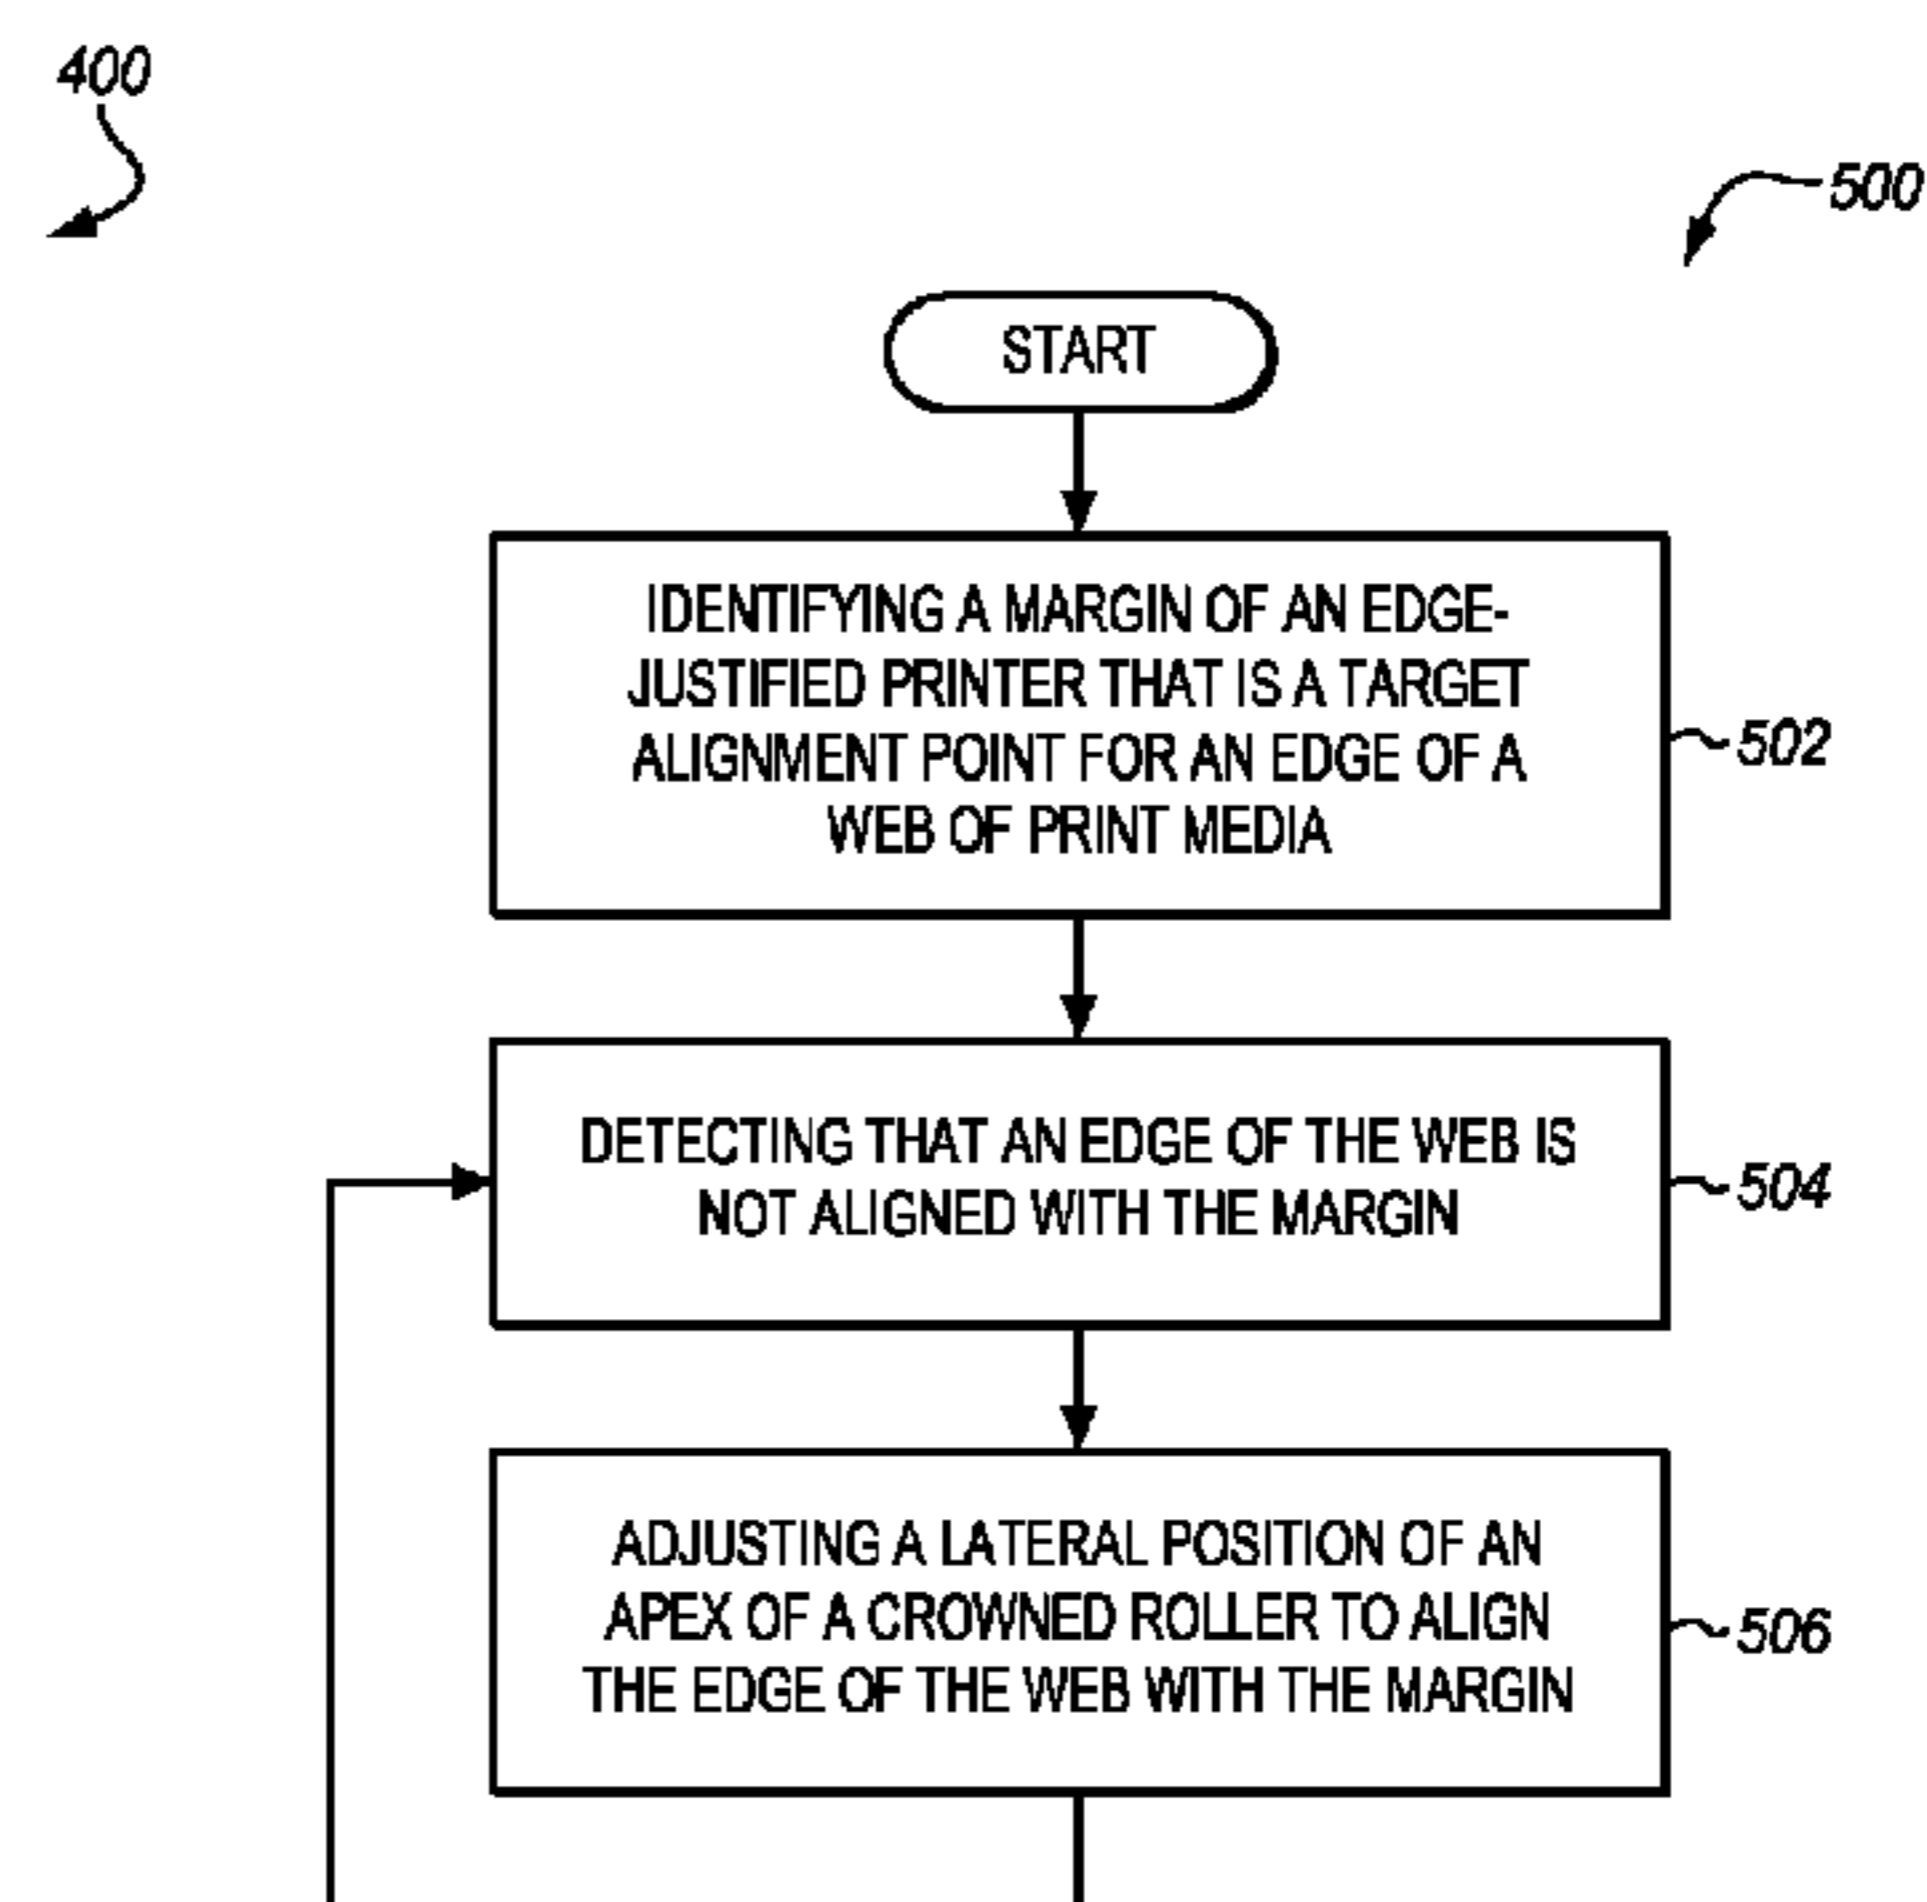 400
500
START
IDENTIFYING A MARGIN OF AN EDGE-
JUSTIFIED PRINTER THAT IS A TARGET
ALIGNMENT POINT FOR AN EDGE OF A
WEB OF PRINT MEDIA
502
DETECTING THAT AN EDGE OF THE WEB IS
NOT ALIGNED WITH THE MARGIN
504
ADJUSTING A LATERAL POSITION OF AN
APEX OF A CROWNED ROLLER TO ALIGN
THE EDGE OF THE WEB WITH THE MARGIN
506